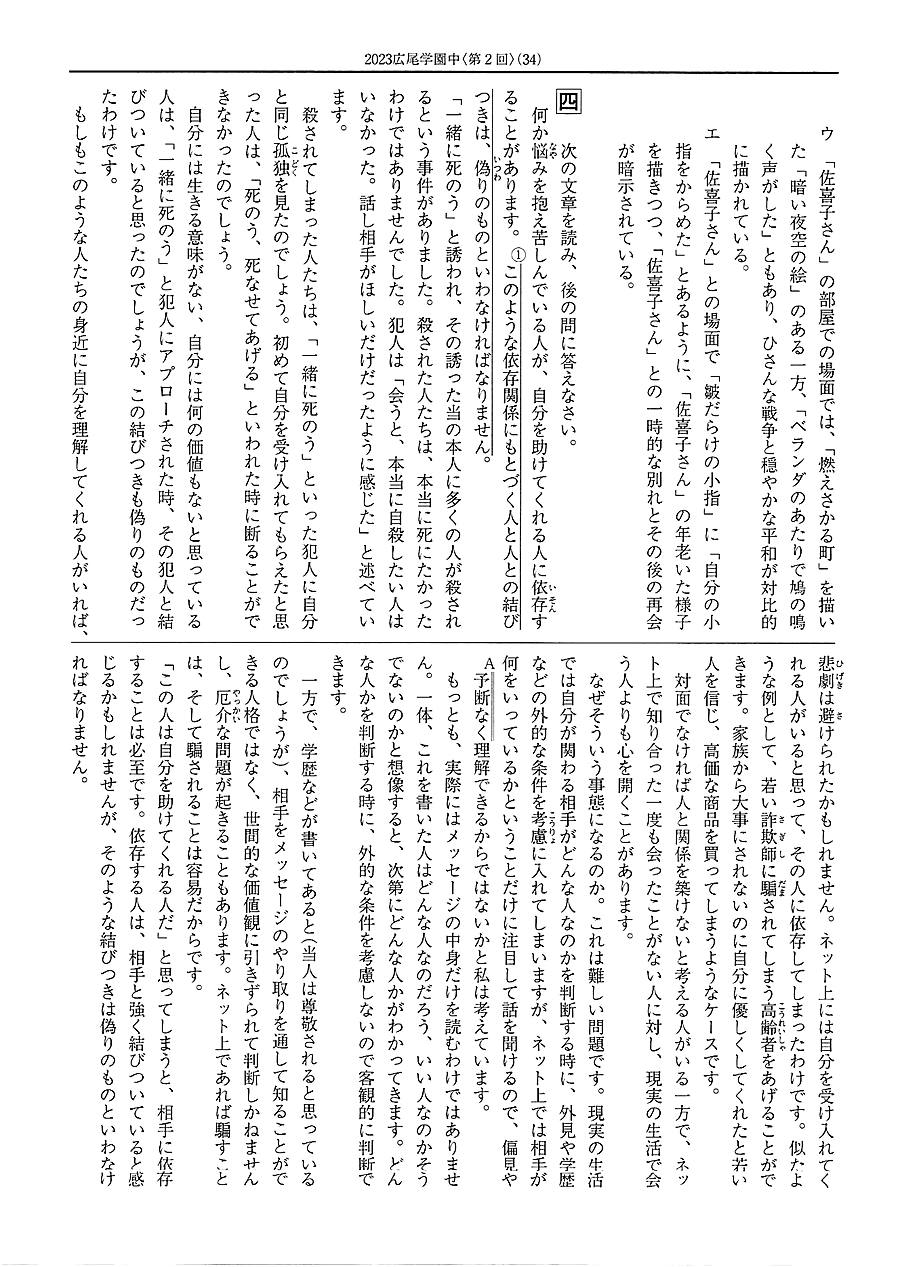 2023広尾学園中〈第2回〉(34)
ウ 「佐喜子さん」の部屋での場面では、「燃えさかる町」を描い
た「暗い夜空の絵」のある一方、「ベランダのあたりで鳩の鳴
く声がした」ともあり、ひさんな戦争と穏やかな平和が対比的
に描かれている。
エ 「佐喜子さん」との場面で「皺だらけの小指」に「自分の小
指をからめた」とあるように、「佐喜子さん」の年老いた様子
を描きつつ、「佐喜子さん」との一時的な別れとその後の再会
が暗示されている。
四 次の文章を読み、後の問に答えなさい。
何か悩みを抱え苦しんでいる人が、自分を助けてくれる人に依存す
ることがあります。①このような依存関係にもとづく人と人との結び
つきは、偽りのものといわなければなりません。
「一緒に死のう」と誘われ、その誘った当の本人に多くの人が殺され
るという事件がありました。殺された人たちは、本当に死にたかった
わけではありませんでした。犯人は「会うと、本当に自殺したい人は
いなかった。話し相手がほしいだけだったように感じた」と述べてい
ます。
殺されてしまった人たちは、「一緒に死のう」といった犯人に自分
と同じ孤独を見たのでしょう。初めて自分を受け入れてもらえたと思
った人は、「死のう、死なせてあげる」といわれた時に断ることがで
きなかったのでしょう。
自分には生きる意味がない、自分には何の価値もないと思っている
人は、「一緒に死のう」と犯人にアプローチされた時、その犯人と結
びついていると思ったのでしょうが、この結びつきも偽りのものだっ
たわけです。
もしもこのような人たちの身近に自分を理解してくれる人がいれば、
悲劇は避けられたかもしれません。ネット上には自分を受け入れてく
れる人がいると思って、その人に依存してしまったわけです。似たよ
うな例として、若い詐欺師に騙されてしまう高齢者をあげることがで
きます。家族から大事にされないのに自分に優しくしてくれたと若い
人を信じ、高価な商品を買ってしまうようなケースです。
対面でなければ人と関係を築けないと考える人がいる一方で、ネッ
ト上で知り合った一度も会ったことがない人に対し、現実の生活で会
う人よりも心を開くことがあります。
なぜそういう事態になるのか。これは難しい問題です。現実の生活
では自分が関わる相手がどんな人なのかを判断する時に、外見や学歴
などの外的な条件を考慮に入れてしまいますが、ネット上では相手が
何をいっているかということだけに注目して話を聞けるので、偏見や
A予断なく理解できるからではないかと私は考えています。
もっとも、実際にはメッセージの中身だけを読むわけではありませ
ん。一体、これを書いた人はどんな人なのだろう、いい人なのかそう
でないのかと想像すると、次第にどんな人かがわかってきます。どん
な人かを判断する時に、外的な条件を考慮しないので客観的に判断で
きます。
一方で、学歴などが書いてあると(当人は尊敬されると思っている
のでしょうが)、相手をメッセージのやり取りを通して知ることがで
きる人格ではなく、世間的な価値観に引きずられて判断しかねません
し、厄介な問題が起きることもあります。ネット上であれば騙すこと
は、そして騙されることは容易だからです。
「この人は自分を助けてくれる人だ」と思ってしまうと、相手に依存
することは必至です。依存する人は、相手と強く結びついていると感
じるかもしれませんが、そのような結びつきは偽りのものといわなけ
ればなりません。